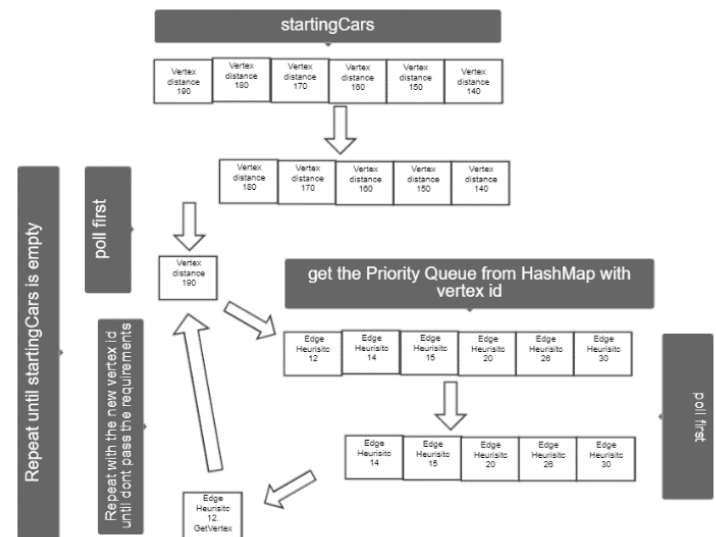 startingCars
Vertex
distance
190
Vertex
distance
180
Vertex
distance
170
Vertex
distance
160
Vertex
distance
150
Vertex
distance
140
Vertex
distance
180
Vertex
distance
170
Vertex
distance
160
Vertex
distance
150
Vertex
distance
140
Repeat until startingCars is empty
poll first
Vertex
distance
190
get the Priority Queue from HashMap with
vertex id
Edge
Heurisitc
12
Edge
Heurisitc
14
Edge
Heurisitc
15
Edge
Heurisitc
20
Edge
Heurisitc
26
Edge
Heurisitc
30
Repeat with the new vertex id
until dont pass the requirements
poll first
Edge
Heurisitc
14
Edge
Heurisitc
15
Edge
Heurisitc
20
Edge
Heurisitc
26
Edge
Heurisitc
30
Edge
Heurisitc
12.
GetVertex